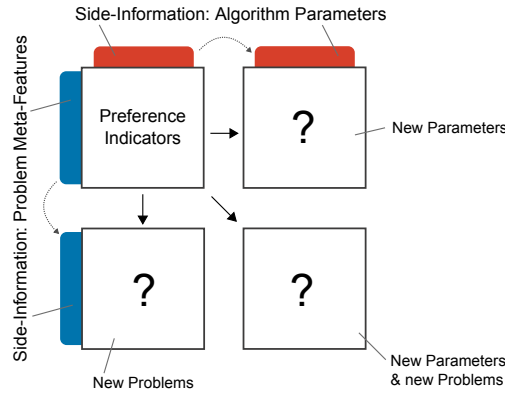 Side-Information: Algorithm Parameters
Side-Information: Problem Meta-Features
Preference
Indicators
?
New Parameters
?
?
New Problems
New Parameters
& new Problems